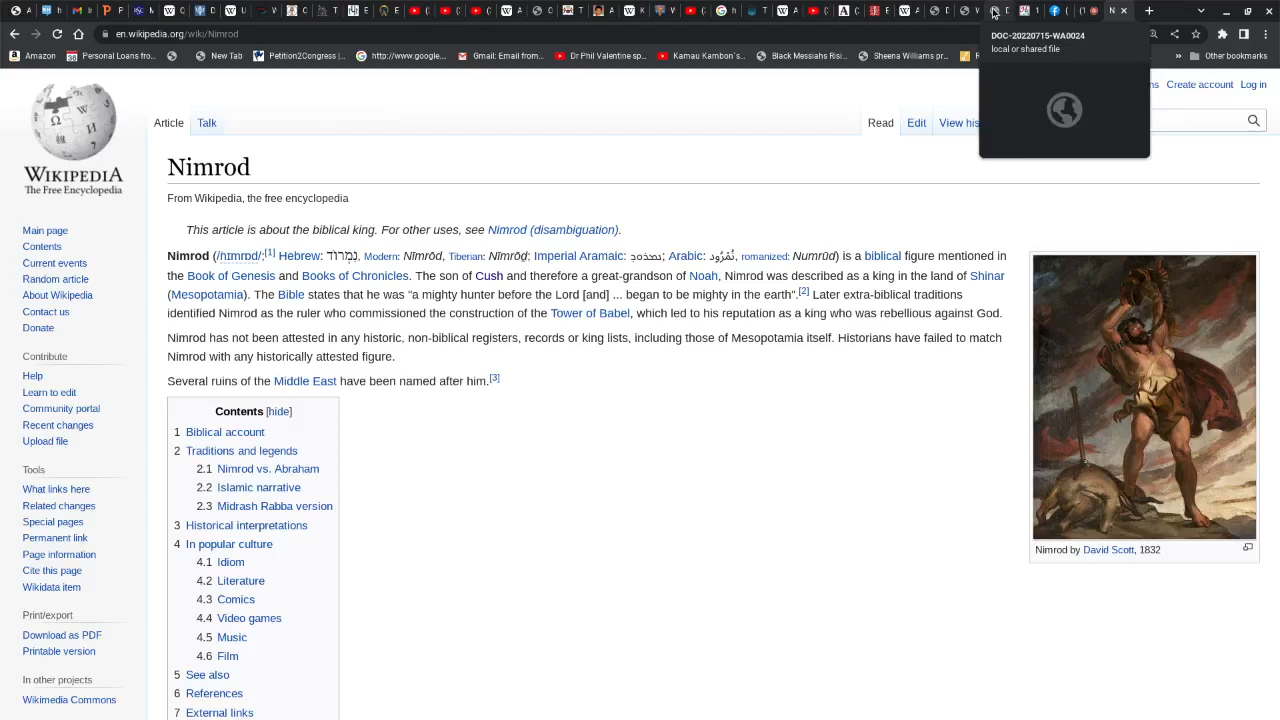 en.wikipedia.org/wiki/Nimrod
Amazon
Personal Loans fro...
New Tab
Petition2Congress |...
http://www.google...
Gmail: Email from...
Dr Phil Valentine sp...
Kamau Kambon`s...
Black Messiahs Risi...
Sheena Williams pr...
»
Other bookmarks
DOC-20220715-WA0024
local or shared file
Create account
Log in
Article
Talk
Read
Edit
View his
WIKIPEDIA
The Free Encyclopedia
Nimrod
From Wikipedia, the free encyclopedia
This article is about the biblical king. For other uses, see Nimrod (disambiguation).
Nimrod (/ˈnɪmrɒd/;[1] Hebrew: נִמְרוֹד, Modern: Nīmrōd, Tiberian: Nīmrōḏ; Imperial Aramaic: Arabic: نُمْرُود, romanized: Numrūd) is a biblical figure mentioned in
the Book of Genesis and Books of Chronicles. The son of Cush and therefore a great-grandson of Noah, Nimrod was described as a king in the land of Shinar
(Mesopotamia). The Bible states that he was "a mighty hunter before the Lord [and] ... began to be mighty in the earth".[2] Later extra-biblical traditions
identified Nimrod as the ruler who commissioned the construction of the Tower of Babel, which led to his reputation as a king who was rebellious against God.
Nimrod has not been attested in any historic, non-biblical registers, records or king lists, including those of Mesopotamia itself. Historians have failed to match
Nimrod with any historically attested figure.
Several ruins of the Middle East have been named after him.[3]
Contents [hide]
1 Biblical account
2 Traditions and legends
2.1 Nimrod vs. Abraham
2.2 Islamic narrative
2.3 Midrash Rabba version
3 Historical interpretations
4 In popular culture
4.1 Idiom
4.2 Literature
4.3 Comics
4.4 Video games
4.5 Music
4.6 Film
5 See also
6 References
7 External links
Nimrod by David Scott, 1832
Main page
Contents
Current events
Random article
About Wikipedia
Contact us
Donate
Contribute
Help
Learn to edit
Community portal
Recent changes
Upload file
Tools
What links here
Related changes
Special pages
Permanent link
Page information
Cite this page
Wikidata item
Print/export
Download as PDF
Printable version
In other projects
Wikimedia Commons